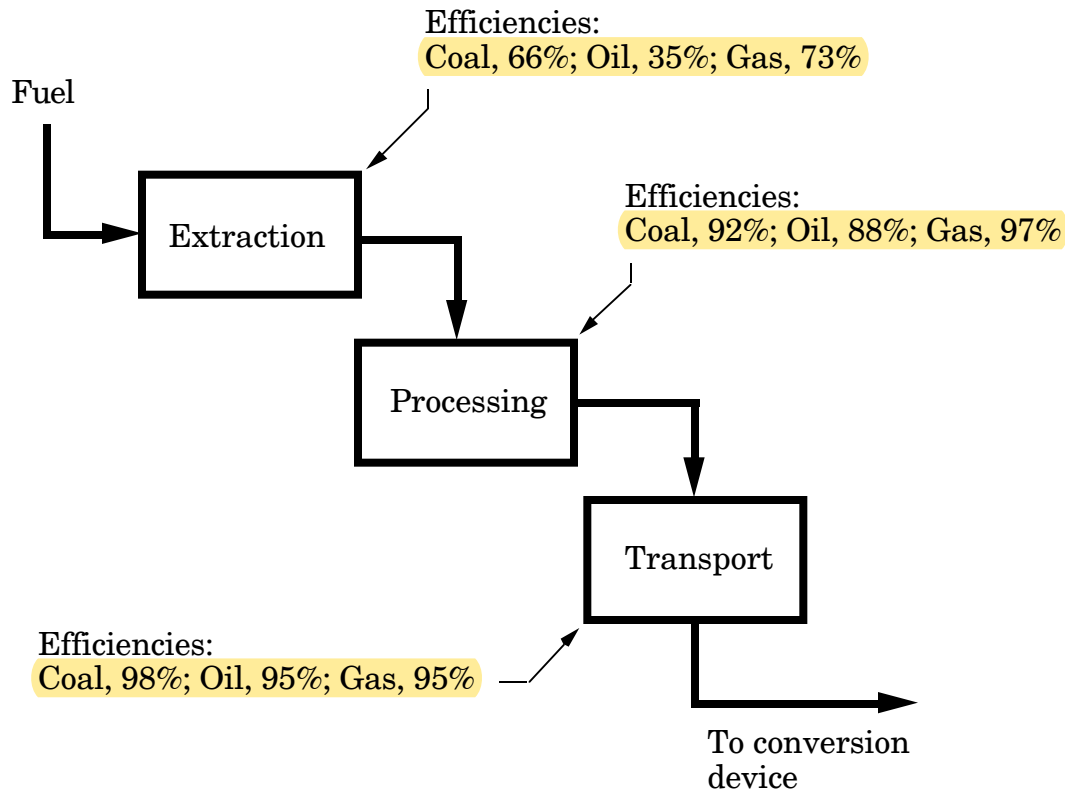 Efficiencies:
Coal, 66%; Oil, 35%; Gas, 73%
Fuel
Extraction
Efficiencies:
Coal, 92%; Oil, 88%; Gas, 97%
Processing
Transport
Efficiencies:
Coal, 98%; Oil, 95%; Gas, 95%
To conversion
device